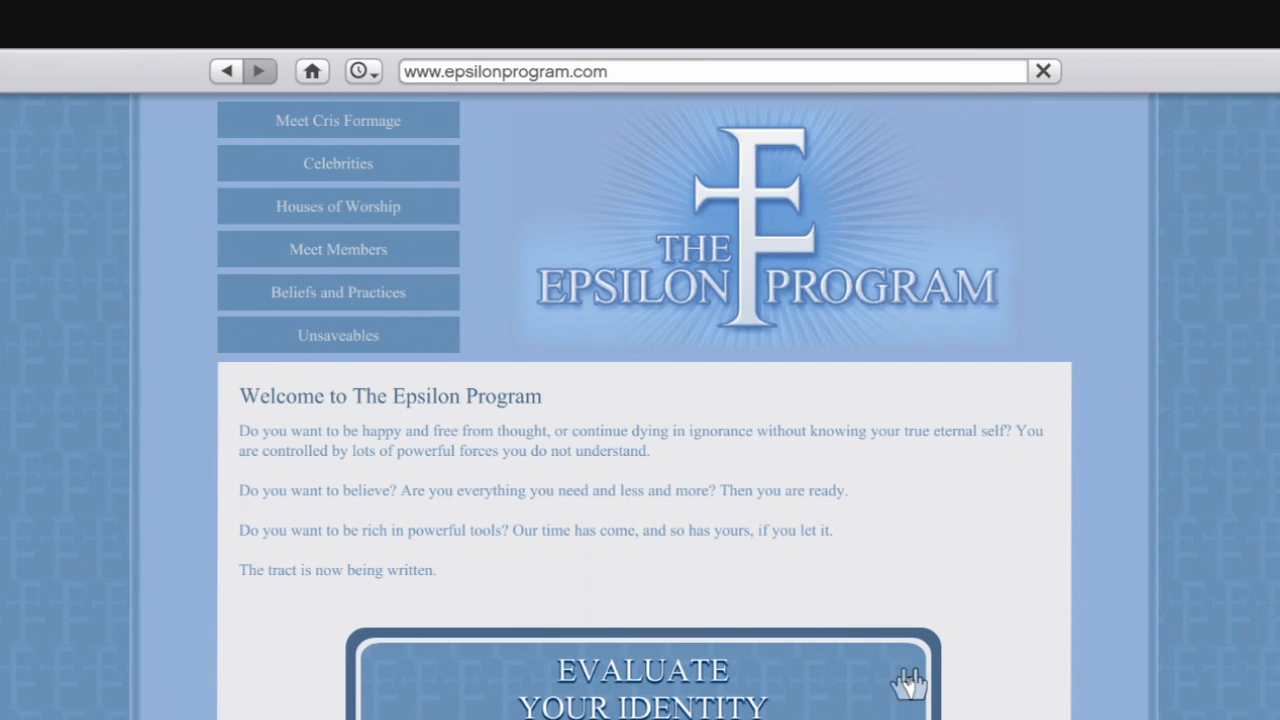 www.epsilonprogram.com
Meet Cris Formage
Celebrities
Houses of Worship
Meet Members
Beliefs and Practices
Unsaveables
THE
EPSILON PROGRAM
Welcome to The Epsilon Program
Do you want to be happy and free from thought, or continue dying in ignorance without knowing your true eternal self? You
are controlled by lots of powerful forces you do not understand.
Do you want to believe? Are you everything you need and less and more? Then you are ready.
Do you want to be rich in powerful tools? Our time has come, and so has yours, if you let it.
The tract is now being written.
EVALUATE
YOUR IDENTITY